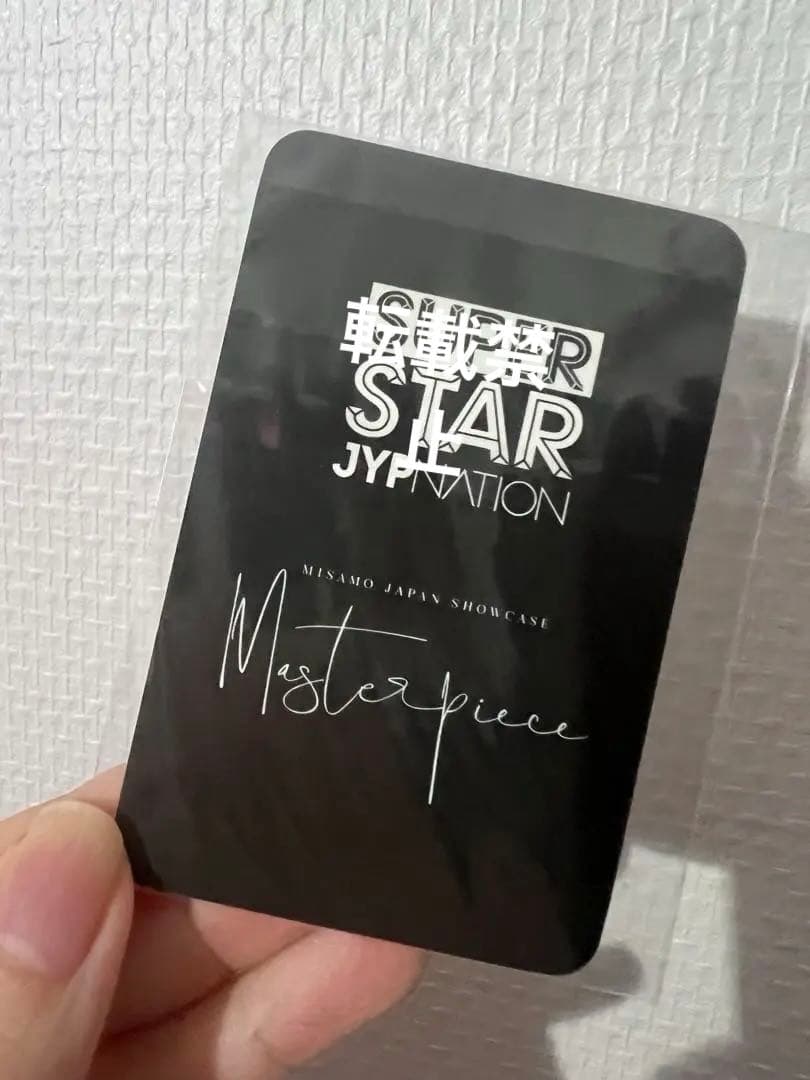 SUPER
転載禁
STAR
止
JYPNATION
MISAMO JAPAN SHOWCASE
Masterpiece